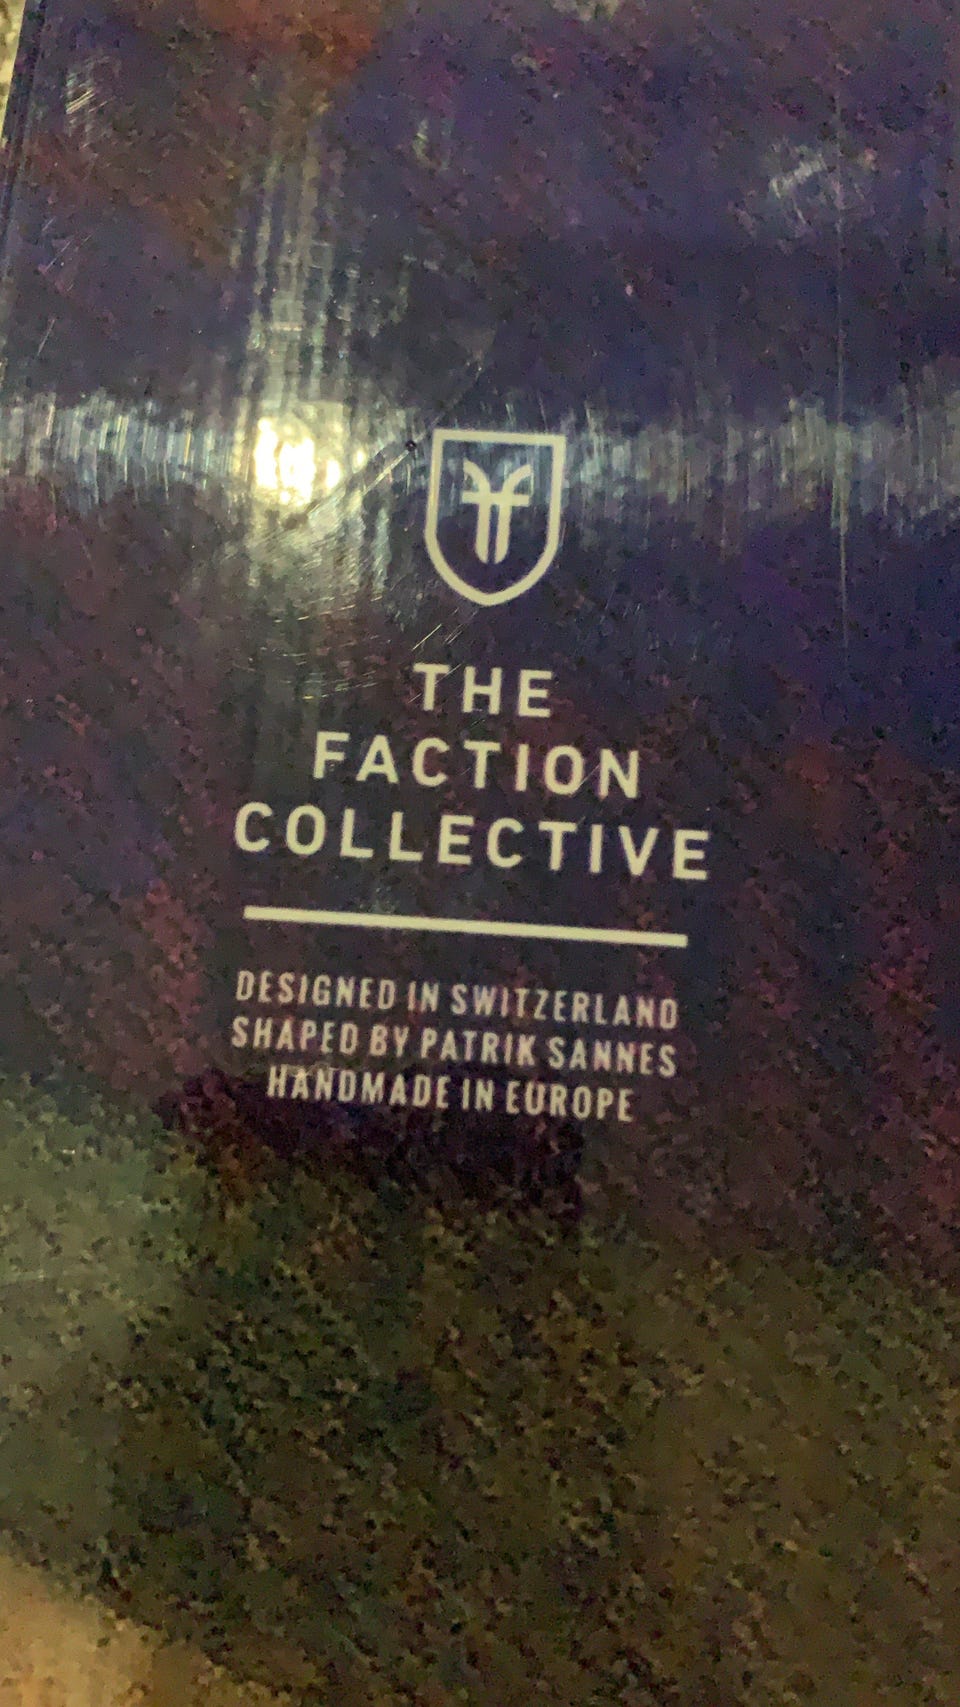 THE
FACTION
COLLECTIVE
DESIGNED IN SWITZERLAND
SHAPED BY PATRIK SANNES
HANDMADE IN EUROPE